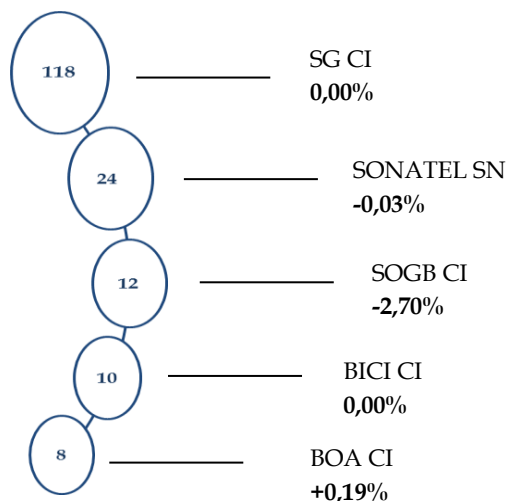 118
SG CI
0,00%
24
SONATEL SN
-0,03%
12
SOGB CI
-2,70%
10
BICI CI
0,00%
8
BOA CI
+0,19%